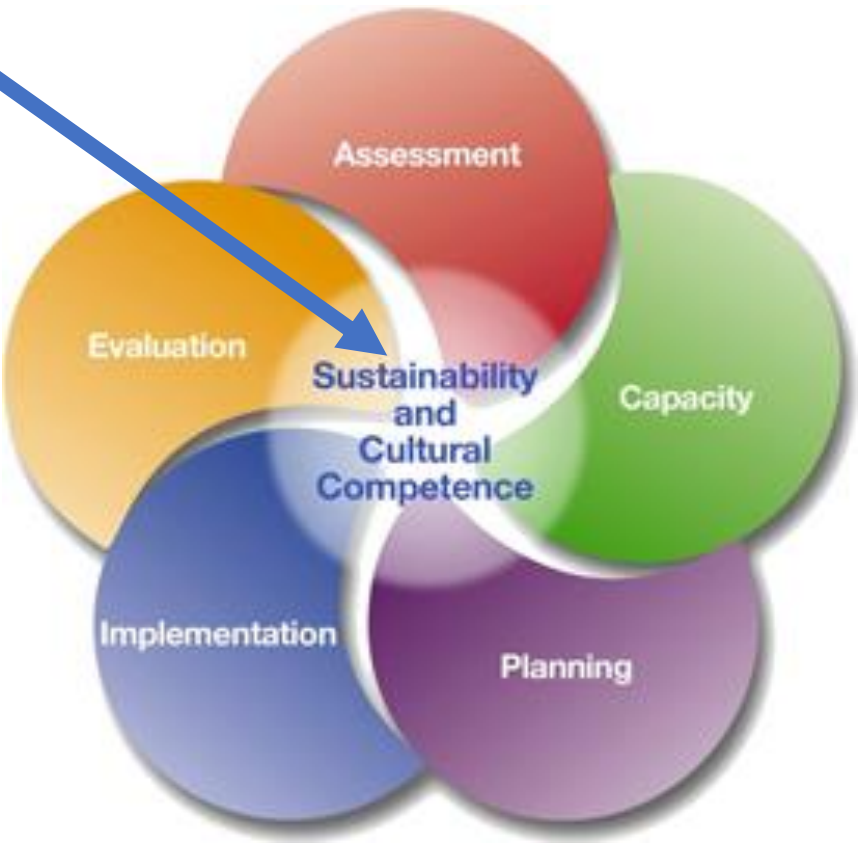 Assessment
Evaluation
Capacity
Sustainability
and
Cultural
Competence
Implementation
Planning